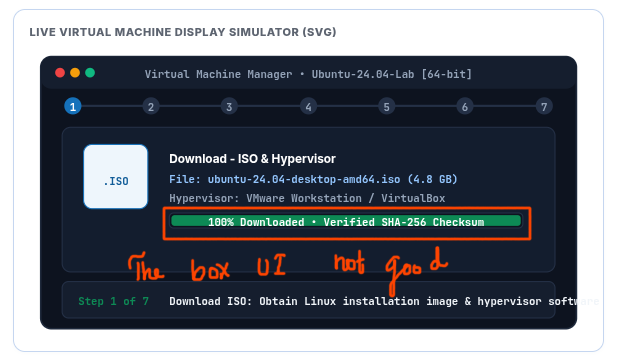 LIVE VIRTUAL MACHINE DISPLAY SIMULATOR (SVG)
Virtual Machine Manager • Ubuntu-24.04-Lab [64-bit]
1 2 3 4 5 6 7
.ISO
Download - ISO & Hypervisor
File: ubuntu-24.04-desktop-amd64.iso (4.8 GB)
Hypervisor: VMware Workstation / VirtualBox
100% Downloaded • Verified SHA-256 Checksum
The box UI not good
Step 1 of 7 Download ISO: Obtain Linux installation image & hypervisor software